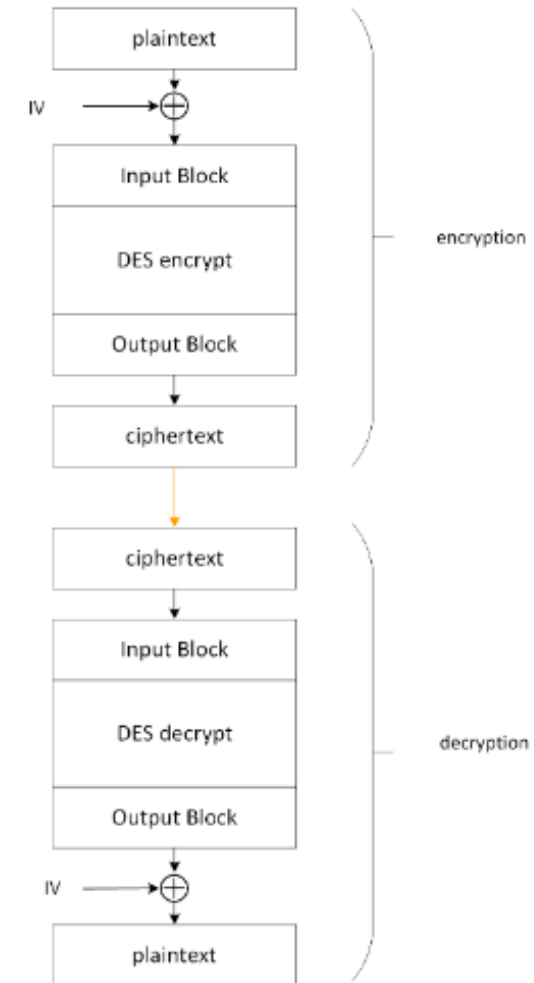 plaintext
IV
Input Block
DES encrypt
encryption
Output Block
ciphertext
ciphertext
Input Block
DES decrypt
decryption
Output Block
IV
plaintext